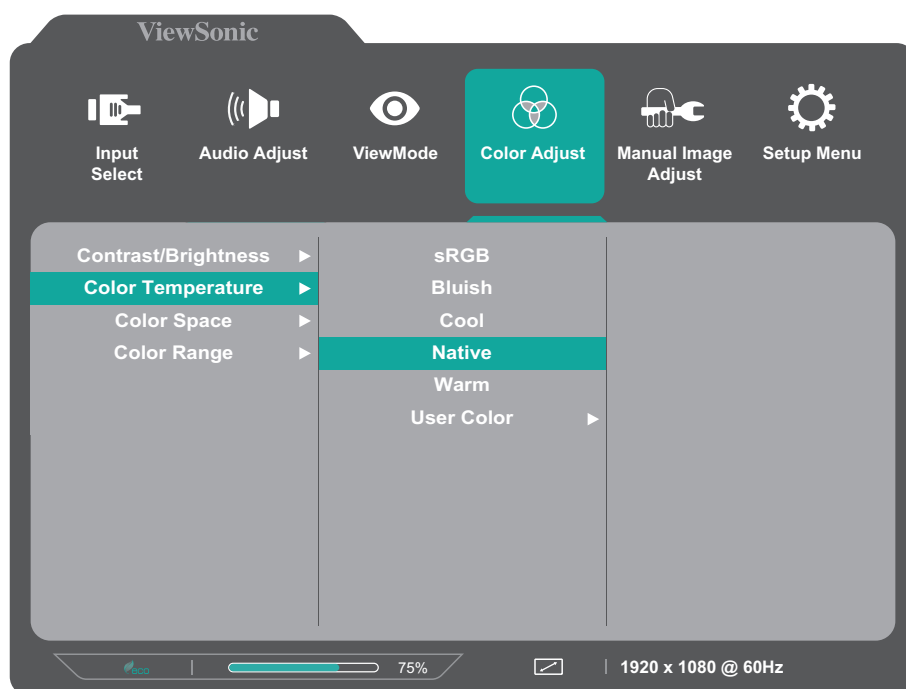 ViewSonic
Input Select
Audio Adjust
ViewMode
Color Adjust
Manual Image Adjust
Setup Menu
Contrast/Brightness
Color Temperature
Color Space
Color Range
sRGB
Bluish
Cool
Native
Warm
User Color
eco
75%
1920 x 1080 @ 60Hz